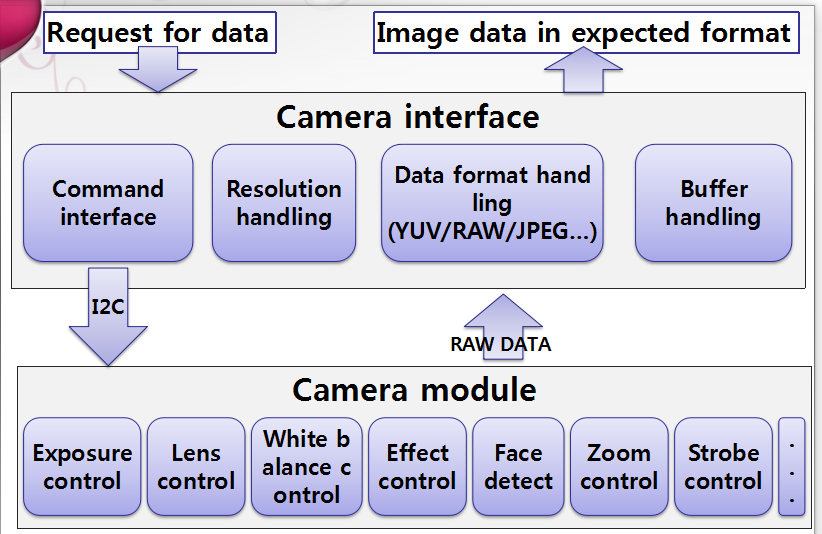 Request for data
Image data in expected format
Camera interface
Command
interface
Resolution
handling
Data format hand
ling
(YUV/RAW/JPEG...)
Buffer
handling
I2C
RAW DATA
Camera module
Exposure
control
Lens
control
White b
alance c
ontrol
Effect
control
Face
detect
Zoom
control
Strobe
control
.
.
.